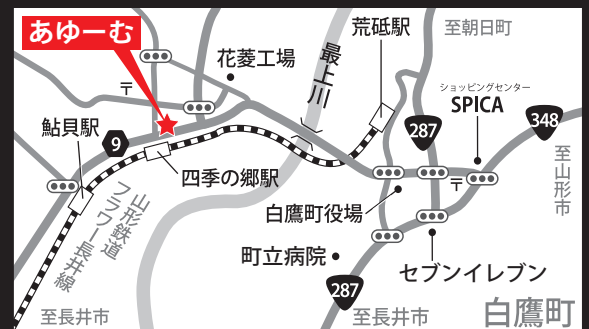 あゆーむ
荒砥駅
至朝日町
花菱工場
最上川
〒
ショッピングセンター
SPICA
348
鮎貝駅
9
287
四季の郷駅
〒
至山形市
白鷹町役場
山形鉄道
フラワー長井線
町立病院
セブンイレブン
287
至長井市
至長井市
白鷹町